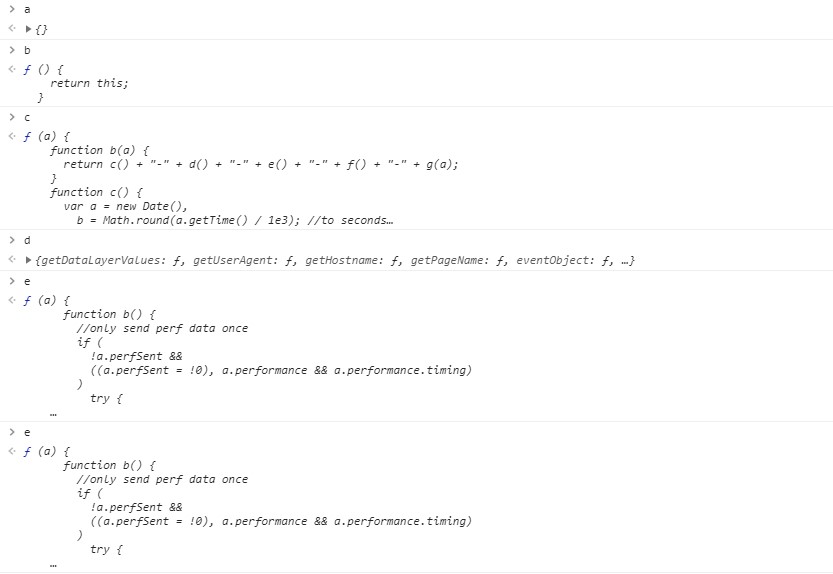 > a
<· ▶ {}
> b
<· ƒ () {
return this;
}
> c
<· ƒ (a) {
function b(a) {
return c() + "-" + d() + "-" + e() + "-" + f() + "-" + g(a);
}
function c() {
var a = new Date(),
b = Math.round(a.getTime() / 1e3); //to seconds…
> d
<· ▶ {getDataLayerValues: ƒ, getUserAgent: ƒ, getHostname: ƒ, getPageName: ƒ, eventObject: ƒ, …}
> e
<· ƒ (a) {
function b() {
//only send perf data once
if (
!a.perfSent &&
((a.perfSent = !0), a.performance && a.performance.timing)
)
try {
…
> e
<· ƒ (a) {
function b() {
//only send perf data once
if (
!a.perfSent &&
((a.perfSent = !0), a.performance && a.performance.timing)
)
try {
…